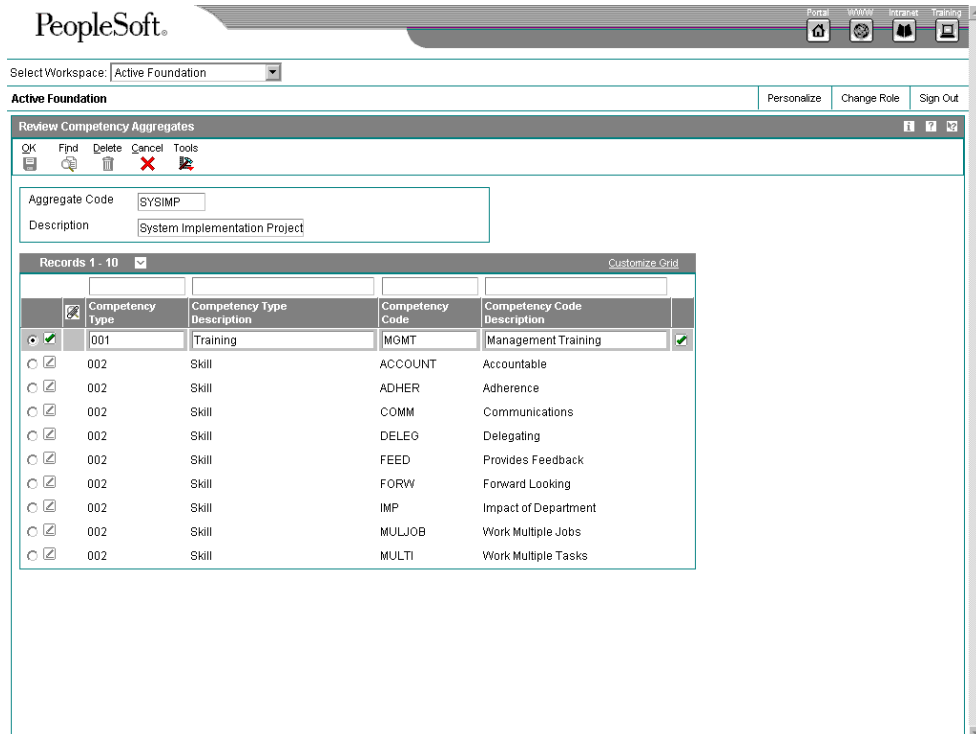 PeopleSoft.
Portal WWW Intranet Training
Select Workspace: Active Foundation
Active Foundation Personalize Change Role Sign Out
Review Competency Aggregates i ? ?
OK Find Delete Cancel Tools
Aggregate Code SYSIMP
Description System Implementation Project
Records 1 - 10 Customize Grid
Competency Type Competency Type Description Competency Code Competency Code Description
001 Training MGMT Management Training
002 Skill ACCOUNT Accountable
002 Skill ADHER Adherence
002 Skill COMM Communications
002 Skill DELEG Delegating
002 Skill FEED Provides Feedback
002 Skill FORW Forward Looking
002 Skill IMP Impact of Department
002 Skill MULJOB Work Multiple Jobs
002 Skill MULTI Work Multiple Tasks